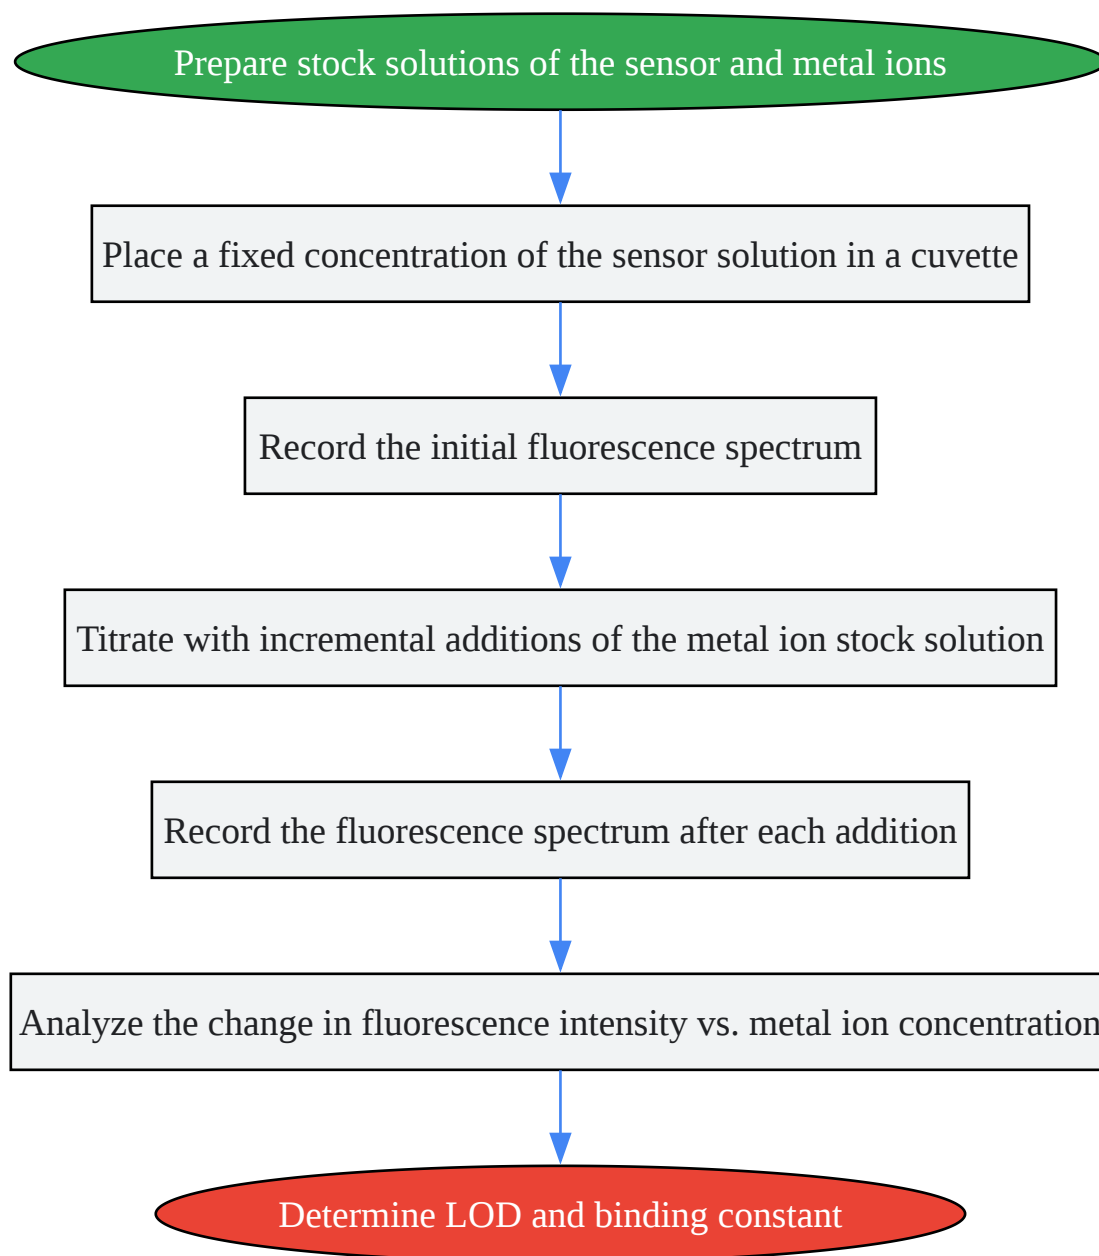 Prepare stock solutions of the sensor and metal ions
Place a fixed concentration of the sensor solution in a cuvette
Record the initial fluorescence spectrum
Titrate with incremental additions of the metal ion stock solution
Record the fluorescence spectrum after each addition
Analyze the change in fluorescence intensity vs. metal ion concentration
Determine LOD and binding constant